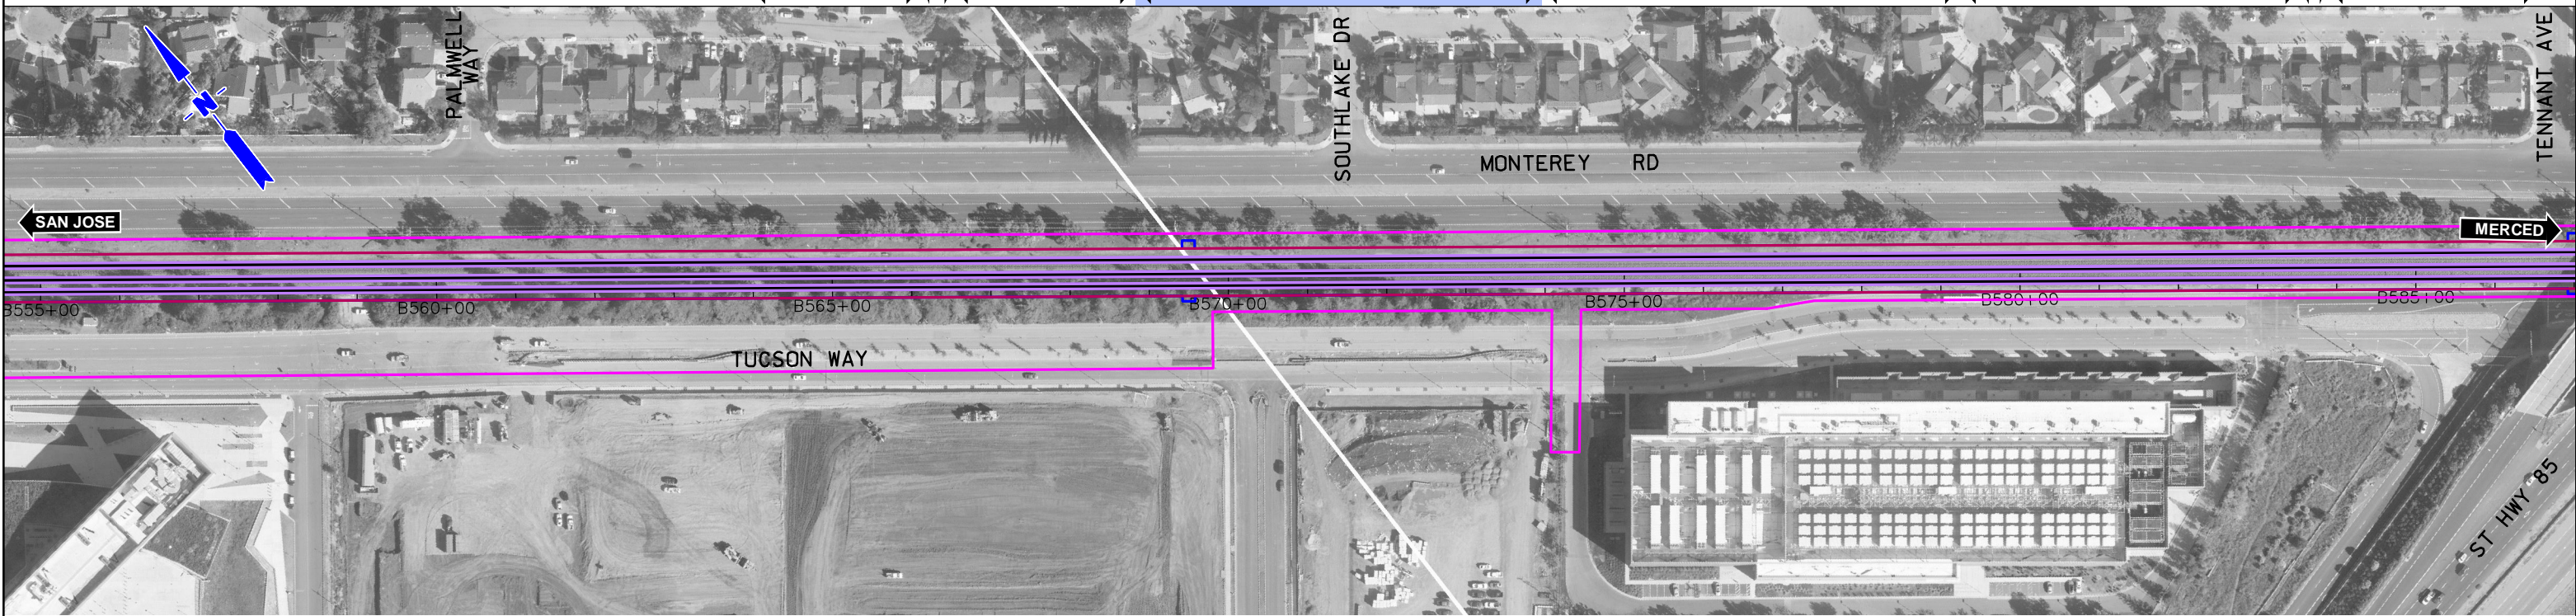 PALMWELL
WAY
SOUTHLAKE DR
TENNANT AVE
N
MONTEREY RD
SAN JOSE
MERCED
B555+00
B560+00
B565+00
B570+00
B575+00
B580+00
B585+00
TUCSON WAY
ST HWY 85